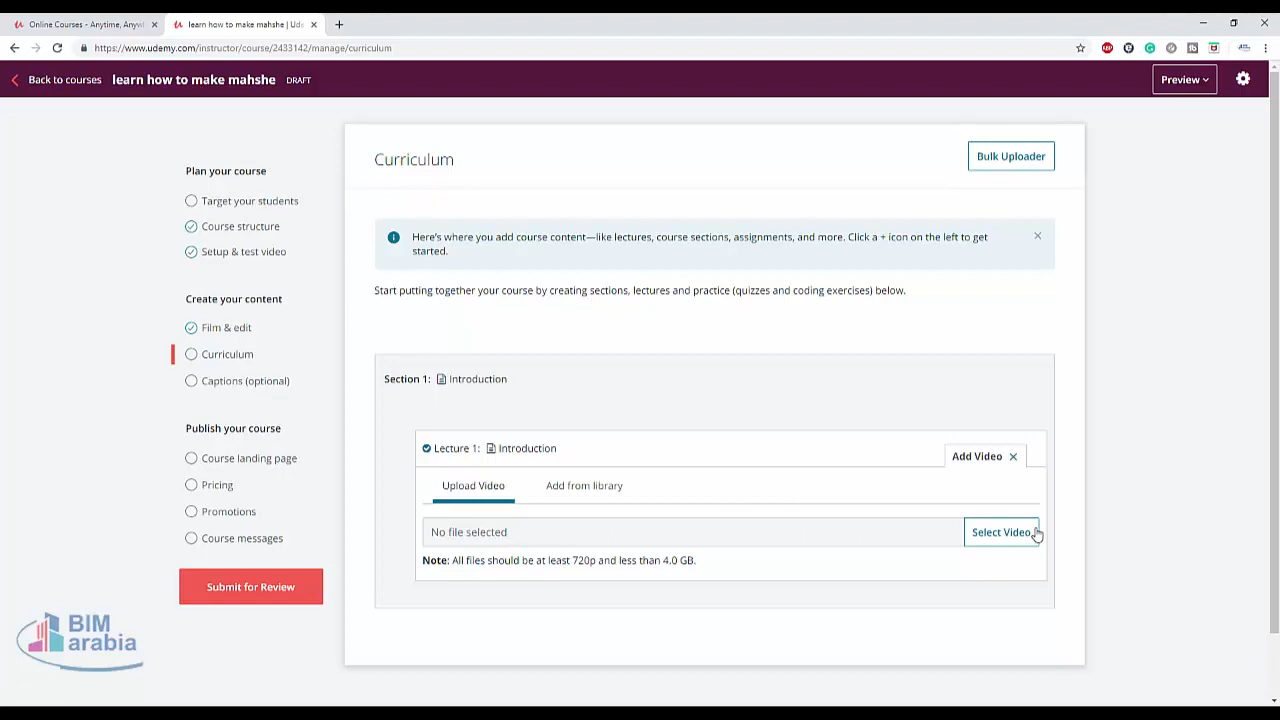 Online Courses - Anytime, Anyw
learn how to make mahshe | Ud
https://www.udemy.com/instructor/course/2433142/manage/curriculum
Back to courses
learn how to make mahshe
DRAFT
Preview
Plan your course
Target your students
Course structure
Setup & test video
Create your content
Film & edit
Curriculum
Captions (optional)
Publish your course
Course landing page
Pricing
Promotions
Course messages
Submit for Review
BIM
arabia
Curriculum
Bulk Uploader
Here's where you add course content—like lectures, course sections, assignments, and more. Click a + icon on the left to get
started.
Start putting together your course by creating sections, lectures and practice (quizzes and coding exercises) below.
Section 1: Introduction
Lecture 1: Introduction
Add Video
Upload Video
Add from library
No file selected
Select Video
Note: All files should be at least 720p and less than 4.0 GB.